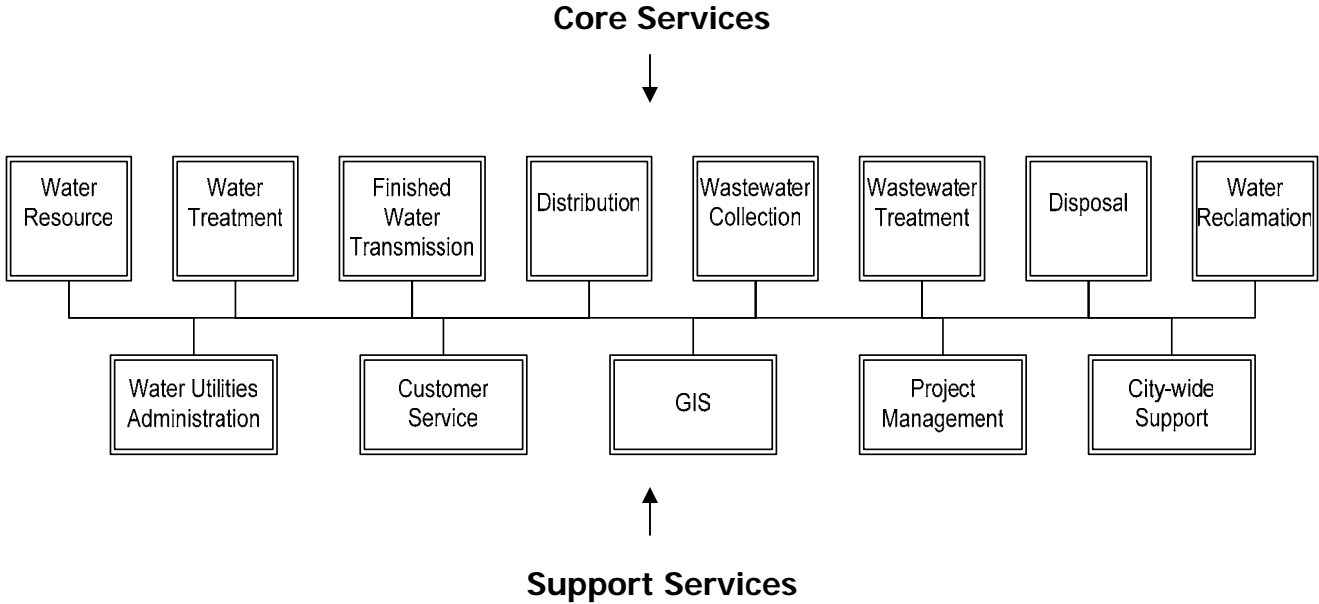 Core Services
Water
Resource
Water
Treatment
Finished
Water
Transmission
Distribution
Wastewater
Collection
Wastewater
Treatment
Disposal
Water
Reclamation
Water Utilities
Administration
Customer
Service
GIS
Project
Management
City-wide
Support
Support Services